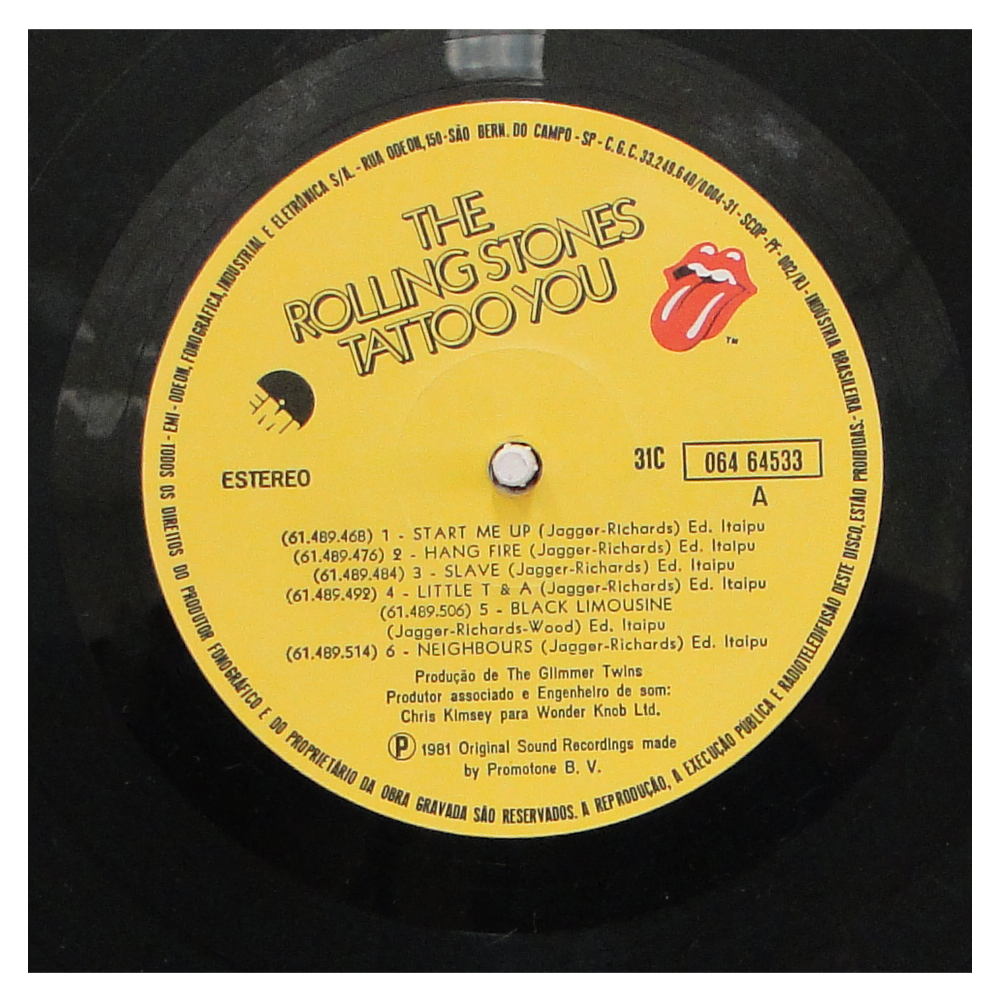 THE
ROLLING STONES
TATTOO YOU
TM
EMI
ESTEREO
31C
064 64533
A
(61.489.468) 1 - START ME UP (Jagger-Richards) Ed. Itaipu
(61.489.476) 2 - HANG FIRE (Jagger-Richards) Ed. Itaipu
(61.489.484) 3 - SLAVE (Jagger-Richards) Ed. Itaipu
(61.489.492) 4 - LITTLE T & A (Jagger-Richards) Ed. Itaipu
(61.489.506) 5 - BLACK LIMOUSINE
(Jagger-Richards-Wood) Ed. Itaipu
(61.489.514) 6 - NEIGHBOURS (Jagger-Richards) Ed. Itaipu
Produção de The Glimmer Twins
Produtor associado e Engenheiro de som:
Chris Kimsey para Wonder Knob Ltd.
Ⓟ 1981 Original Sound Recordings made
by Promotone B. V.
EMI - ODEON, FONOGRÁFICA, INDUSTRIAL E ELETRÔNICA S/A. - RUA ODEON, 150 - SÃO BERN. DO CAMPO - SP - C.G.C. 33.249.640/0004-31 - SCDP - PF - 002/RJ - INDÚSTRIA BRASILEIRA - TODOS OS DIREITOS DO PRODUTOR FONOGRÁFICO E DO PROPRIETÁRIO DA OBRA GRAVADA SÃO RESERVADOS. A REPRODUÇÃO, A EXECUÇÃO PÚBLICA E RADIOTELEDIFUSÃO DESTE DISCO, ESTÃO PROIBIDAS.